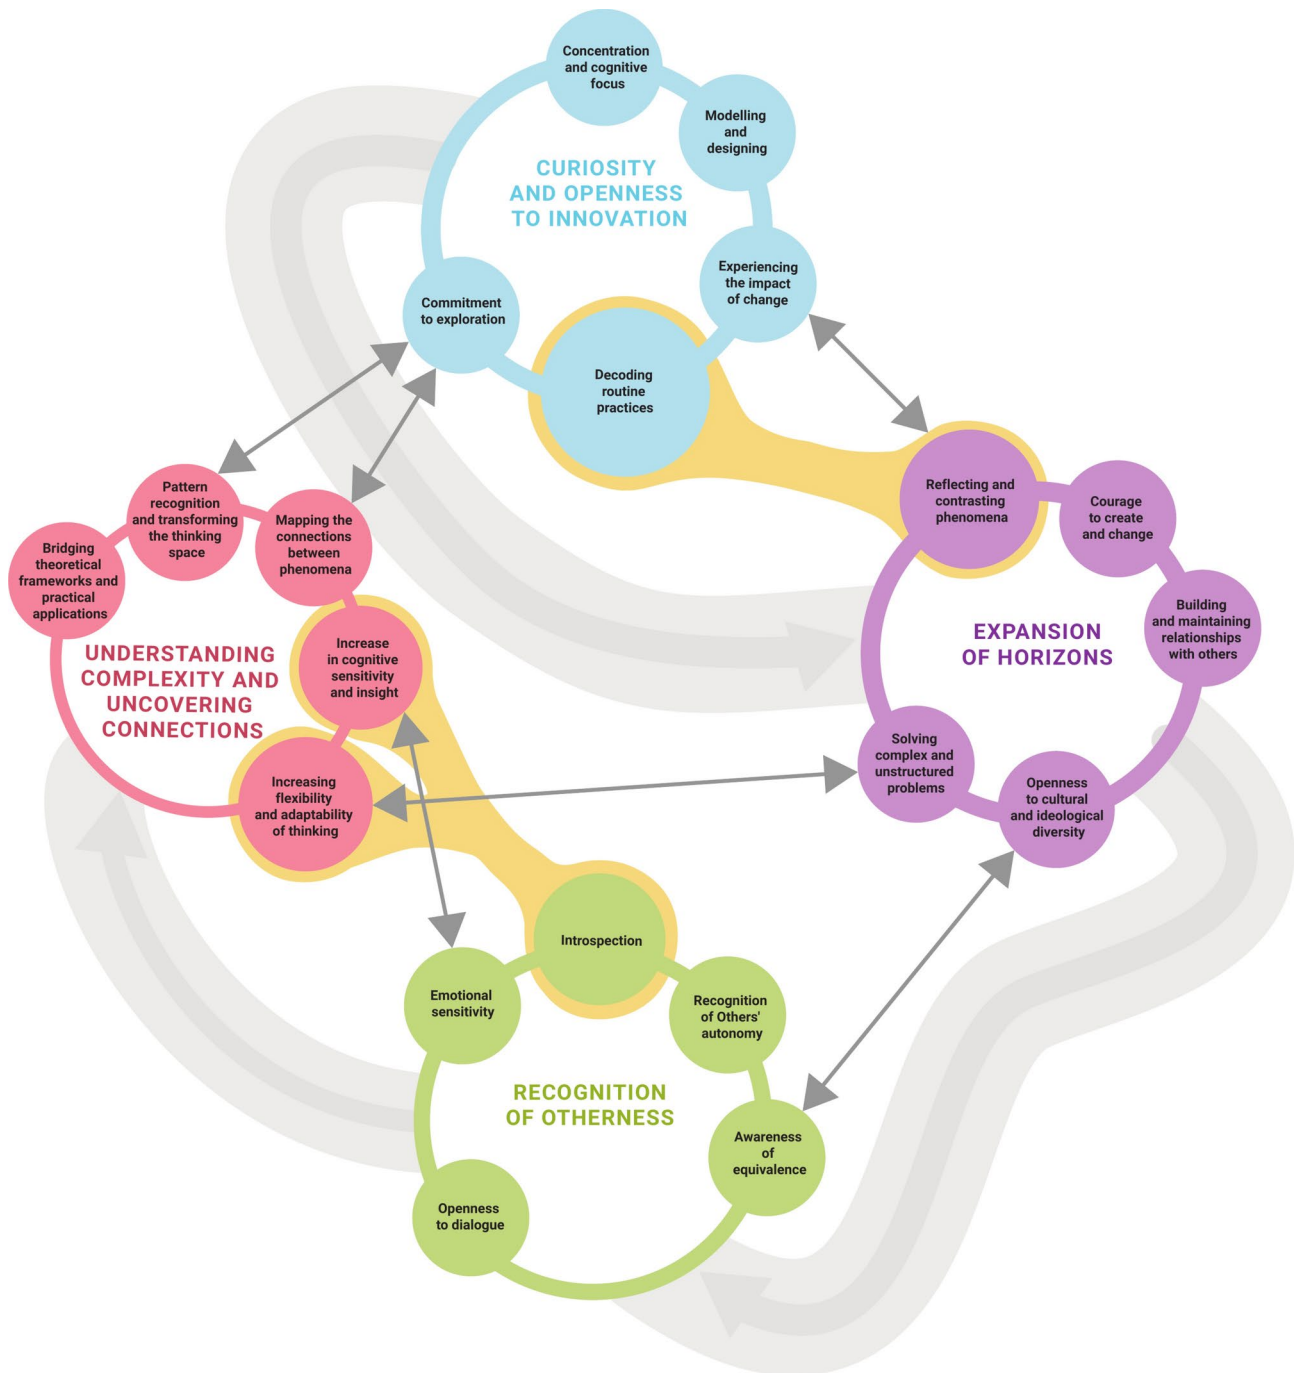 Concentration
and cognitive
focus
Modelling
and
designing
CURIOSITY
AND OPENNESS
TO INNOVATION
Experiencing
the impact
of change
Commitment
to exploration
Decoding
routine
practices
Reflecting and
contrasting
phenomena
Courage
to create
and change
Building
and maintaining
relationships
with others
EXPANSION
OF HORIZONS
Solving
complex and
unstructured
problems
Openness
to cultural
and ideological
diversity
Pattern
recognition
and transforming
the thinking
space
Mapping the
connections
between
phenomena
Bridging
theoretical
frameworks and
practical
applications
UNDERSTANDING
COMPLEXITY AND
UNCOVERING
CONNECTIONS
Increase
in cognitive
sensitivity
and insight
Increasing
flexibility
and adaptability
of thinking
Introspection
Emotional
sensitivity
Recognition
of Others'
autonomy
RECOGNITION
OF OTHERNESS
Awareness
of
equivalence
Openness
to dialogue